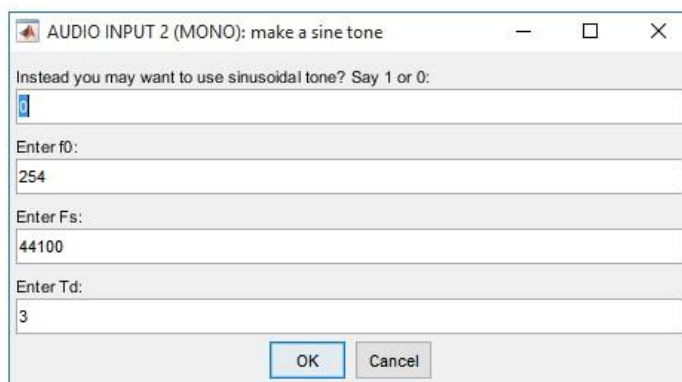 AUDIO INPUT 2 (MONO): make a sine tone
Instead you may want to use sinusoidal tone? Say 1 or 0:
0
Enter f0:
254
Enter Fs:
44100
Enter Td:
3
OK Cancel